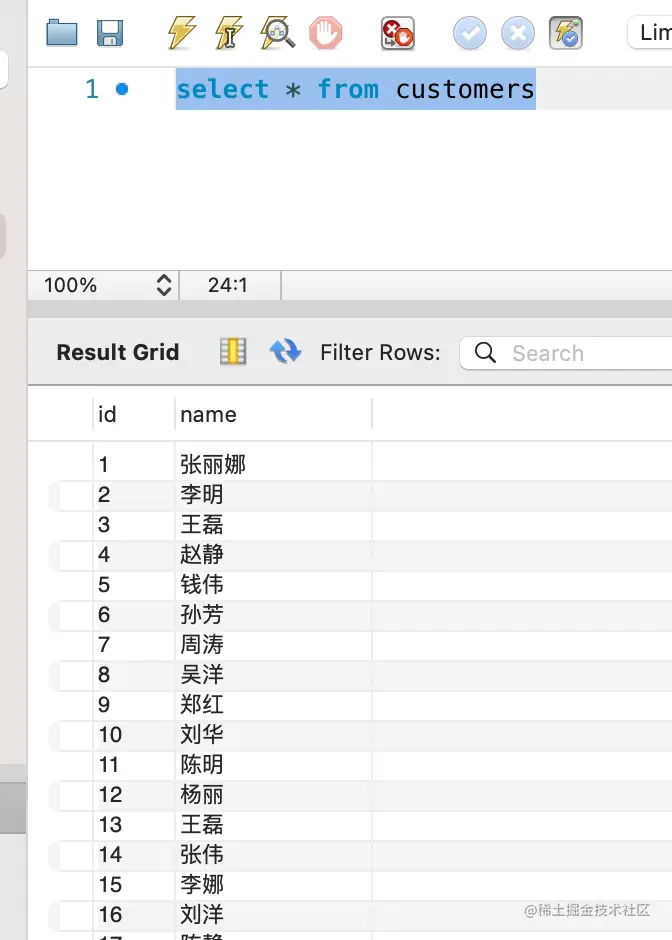 Lim
1 select * from customers
100% 24:1
Result Grid Filter Rows: Search
id name
1 张丽娜
2 李明
3 王磊
4 赵静
5 钱伟
6 孙芳
7 周涛
8 吴洋
9 郑红
10 刘华
11 陈明
12 杨丽
13 王磊
14 张伟
15 李娜
16 刘洋
@稀土掘金技术社区